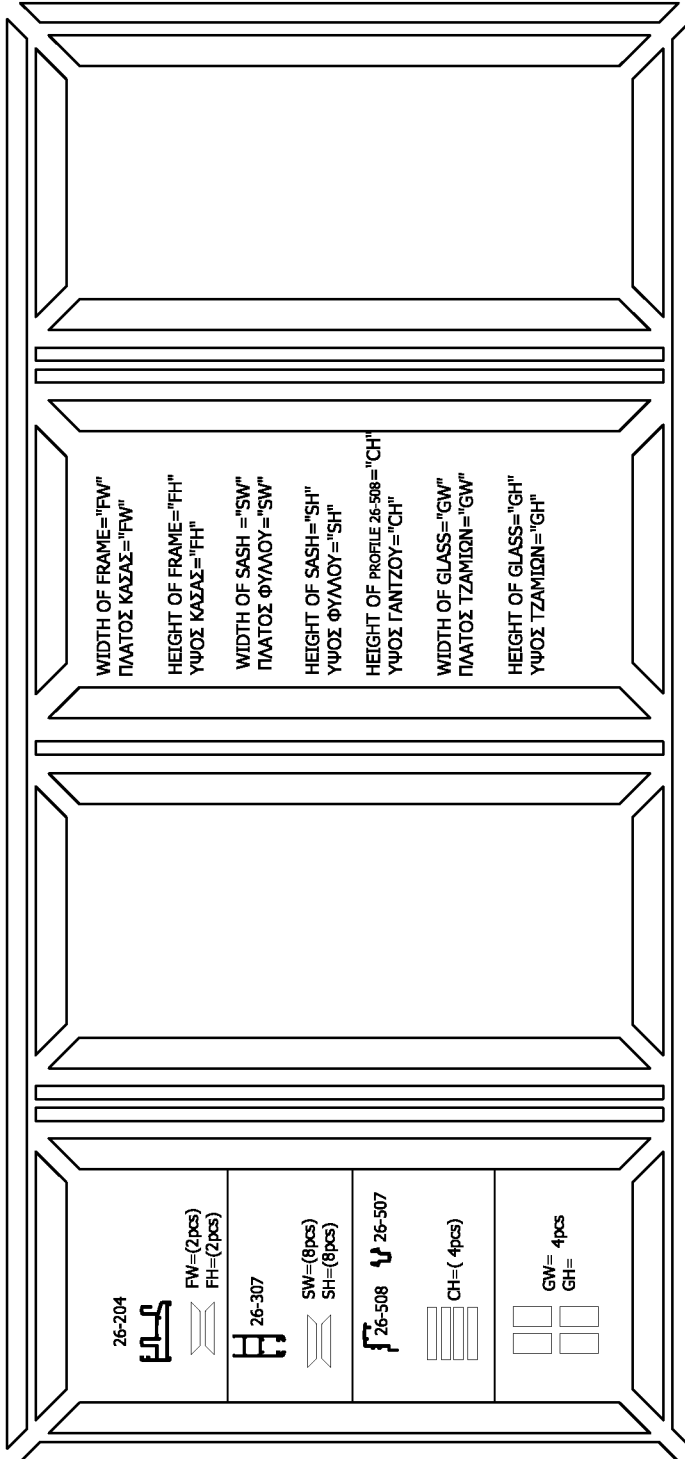 26-204
FW=(2pcs)
FH=(2pcs)
26-307
SW=(8pcs)
SH=(8pcs)
26-508 26-507
CH=( 4pcs)
GW= 4pcs
GH=
WIDTH OF FRAME="FW"
ΠΛΑΤΟΣ ΚΑΣΑΣ="FW"
HEIGHT OF FRAME="FH"
ΥΨΟΣ ΚΑΣΑΣ="FH"
WIDTH OF SASH ="SW"
ΠΛΑΤΟΣ ΦΥΛΛΟΥ="SW"
HEIGHT OF SASH="SH"
ΥΨΟΣ ΦΥΛΛΟΥ="SH"
HEIGHT OF PROFILE 26-508="CH"
ΥΨΟΣ ΓΑΝΤΖΟΥ="CH"
WIDTH OF GLASS="GW"
ΠΛΑΤΟΣ ΤΖΑΜΙΩΝ="GW"
HEIGHT OF GLASS="GH"
ΥΨΟΣ ΤΖΑΜΙΩΝ="GH"